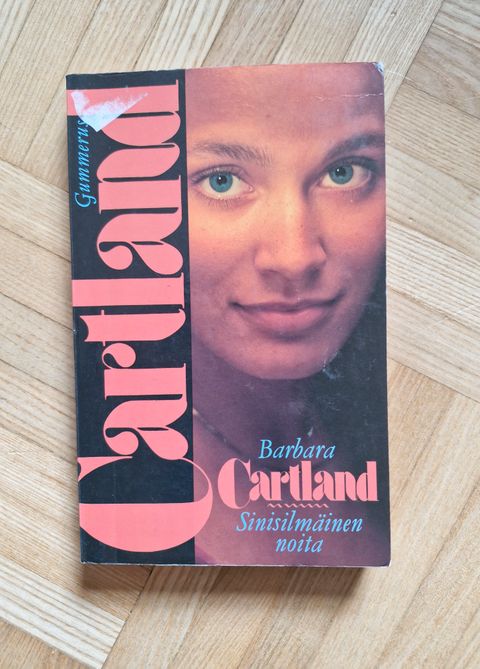 Gummerus
Cartland
Barbara
Cartland
Sinisilmäinen
noita